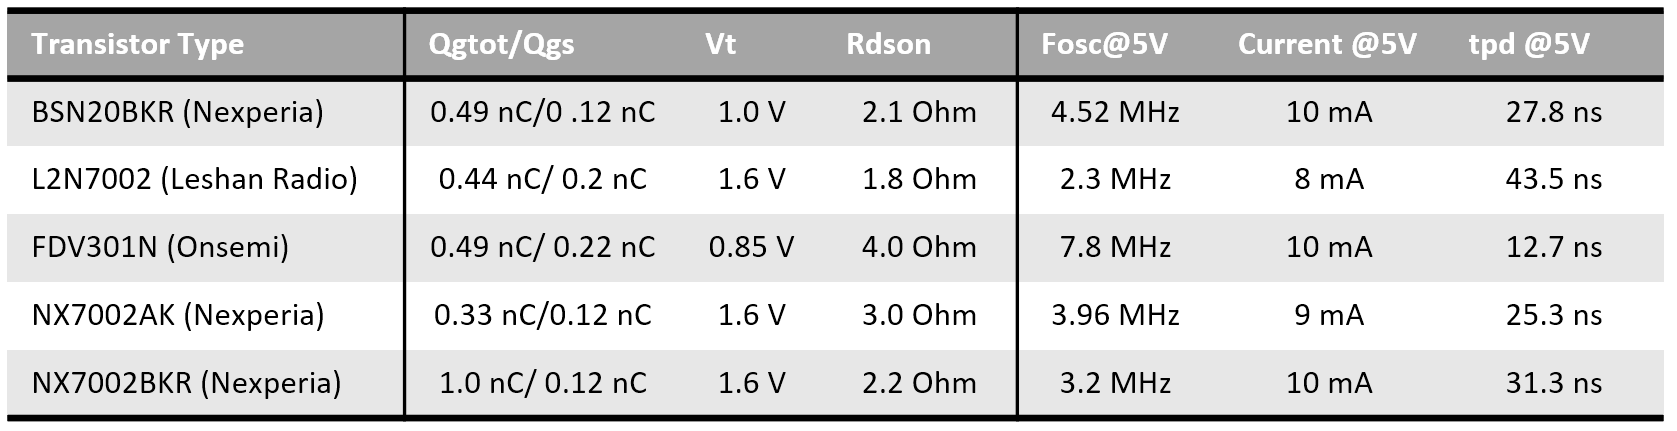 Transistor Type Qgtot/Qgs Vt Rdson Fosc@5V Current @5V tpd @5V
BSN20BKR (Nexperia) 0.49 nC/0 .12 nC 1.0 V 2.1 Ohm 4.52 MHz 10 mA 27.8 ns
L2N7002 (Leshan Radio) 0.44 nC/ 0.2 nC 1.6 V 1.8 Ohm 2.3 MHz 8 mA 43.5 ns
FDV301N (Onsemi) 0.49 nC/ 0.22 nC 0.85 V 4.0 Ohm 7.8 MHz 10 mA 12.7 ns
NX7002AK (Nexperia) 0.33 nC/0.12 nC 1.6 V 3.0 Ohm 3.96 MHz 9 mA 25.3 ns
NX7002BKR (Nexperia) 1.0 nC/ 0.12 nC 1.6 V 2.2 Ohm 3.2 MHz 10 mA 31.3 ns